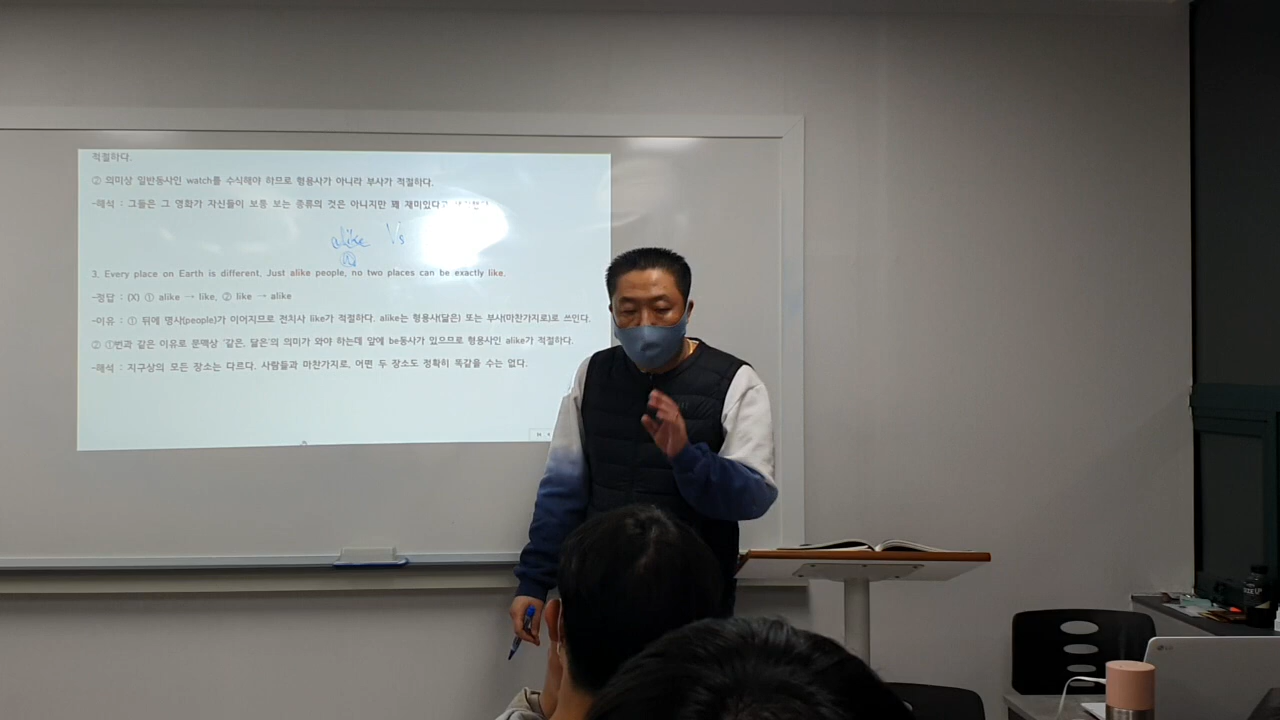 적절하다.
② 의미상 일반동사인 watch를 수식해야 하므로 형용사가 아니라 부사가 적절하다.
-해석 : 그들은 그 영화가 자신들이 보통 보는 종류의 것은 아니지만 꽤 재미있다고
alike Vs
3. Every place on Earth is different. Just alike people, no two places can be exactly like.
-정답 : (X) ① alike → like, ② like → alike
-이유 : ① 뒤에 명사(people)가 이어지므로 전치사 like가 적절하다. alike는 형용사(닮은) 또는 부사(마찬가지로)로 쓰인다.
② ①번과 같은 이유로 문맥상 '같은, 닮은'의 의미가 와야 하는데 앞에 be동사가 있으므로 형용사인 alike가 적절하다.
-해석 : 지구상의 모든 장소는 다르다. 사람들과 마찬가지로, 어떤 두 장소도 정확히 똑같을 수는 없다.